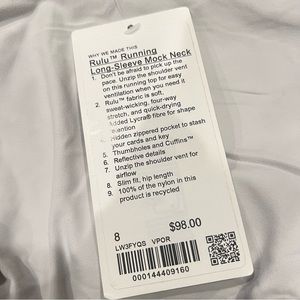 WHY WE MADE THIS
Rulu™ Running
Long-Sleeve Mock Neck
1. Don't be afraid to pick up the
pace. Unzip the shoulder vent
on this running top for easy
ventilation when you need it
2. Rulu™ fabric is soft,
sweat-wicking, four-way
stretch, and quick-drying
Added Lycra® fibre for shape
retention
Hidden zippered pocket to stash
your cards and key
5. Thumbholes and Cuffins™
6. Reflective details
7. Unzip the shoulder vent for
airflow
8. Slim fit, hip length
9. 100% of the nylon in this
product is recycled
8 $98.00
LW3FYQS VPOR
000144409160